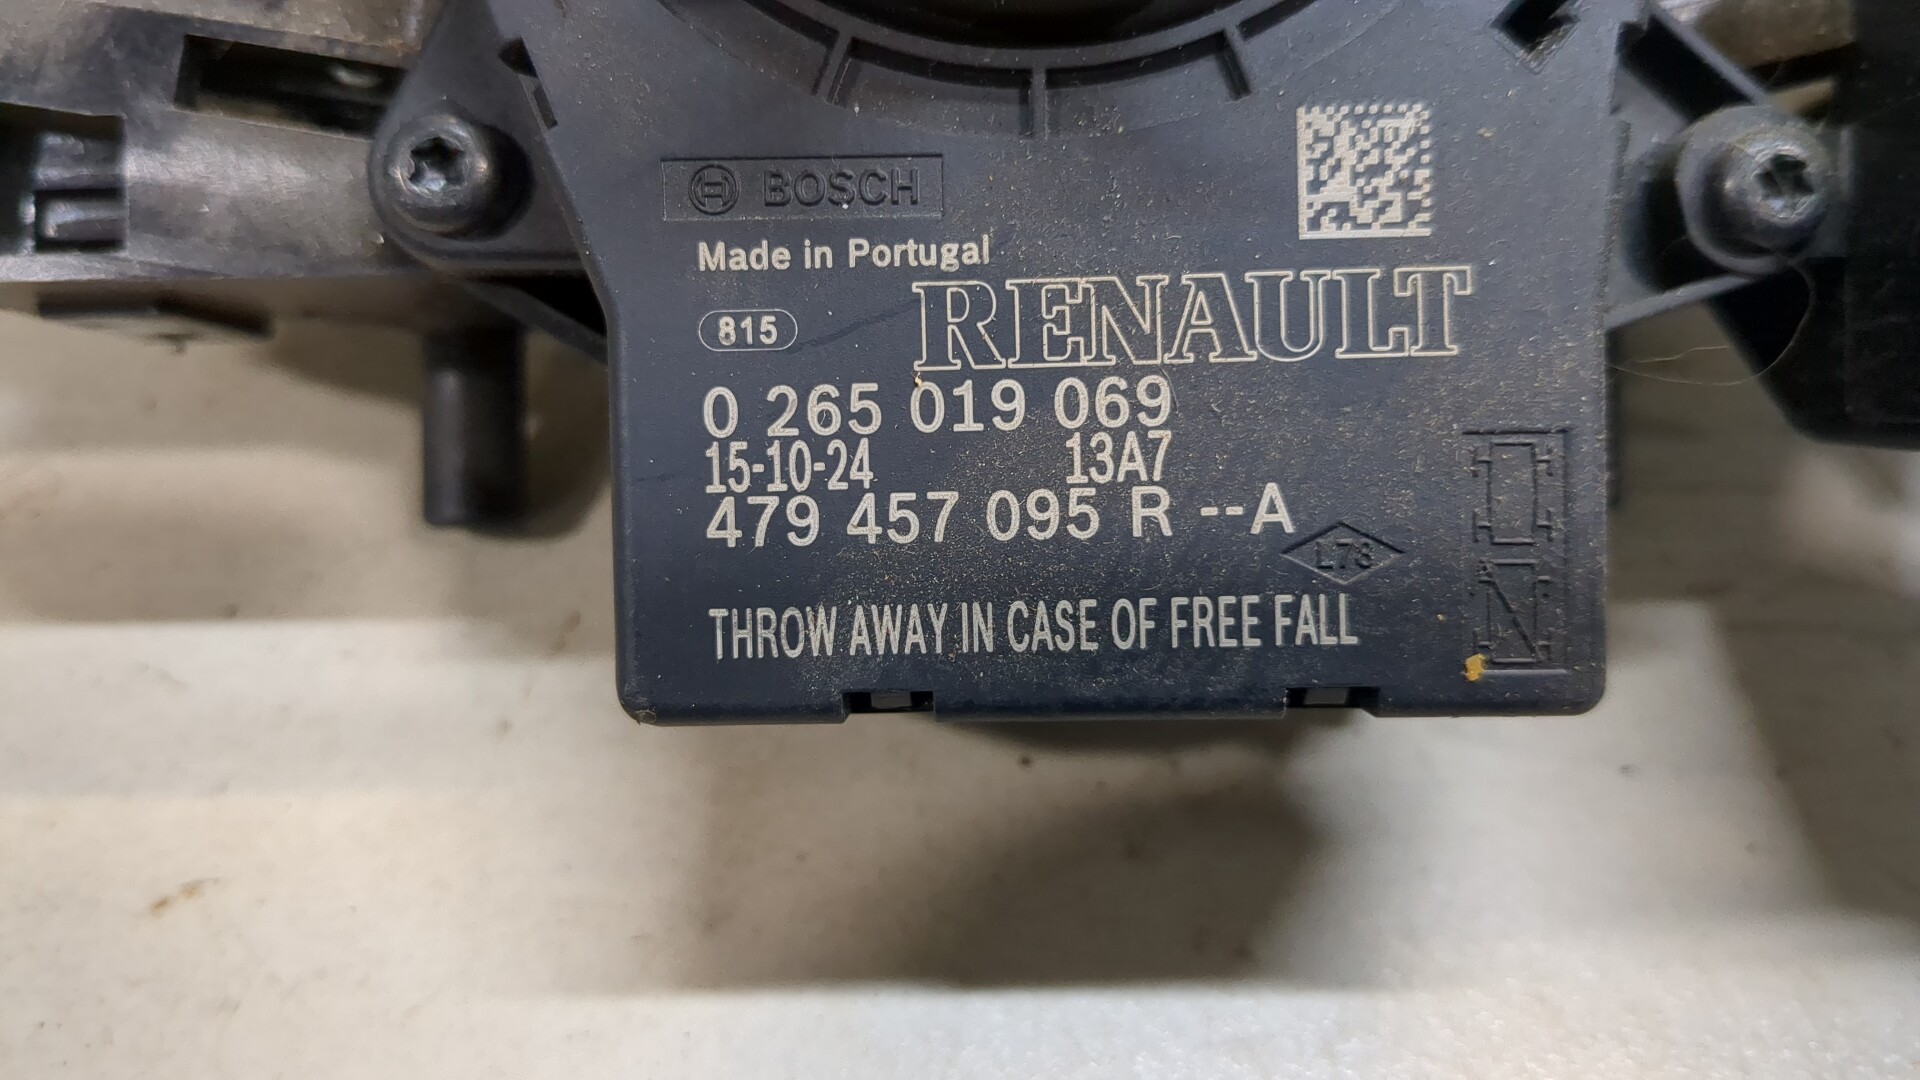 BOSCH
Made in Portugal
815
RENAULT
0 265 019 069
15-10-24 13A7
479 457 095 R --A
L78
THROW AWAY IN CASE OF FREE FALL